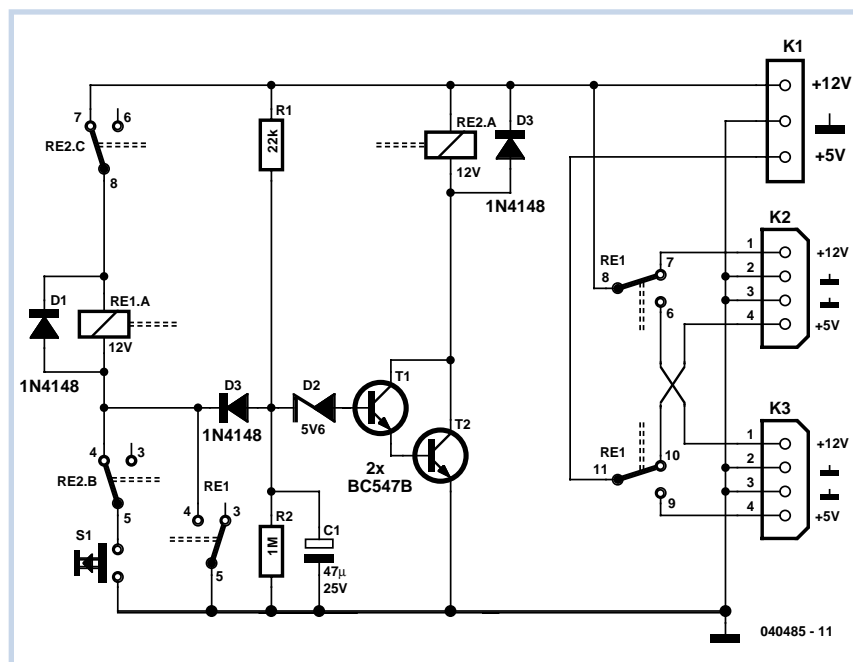 K1
+12V
+5V
7
6
RE2.C
8
R1
22k
RE2.A
D3
12V
1N4148
K2
1
+12V
2
3
4
+5V
RE1
8
7
6
D1
RE1.A
12V
1N4148
D3
1N4148
D2
5V6
T1
T2
2x
BC547B
4
3
RE2.B
5
S1
RE1
4
3
5
R2
1M
C1
47µ
25V
RE1
11
10
9
K3
1
+12V
2
3
4
+5V
040485 - 11